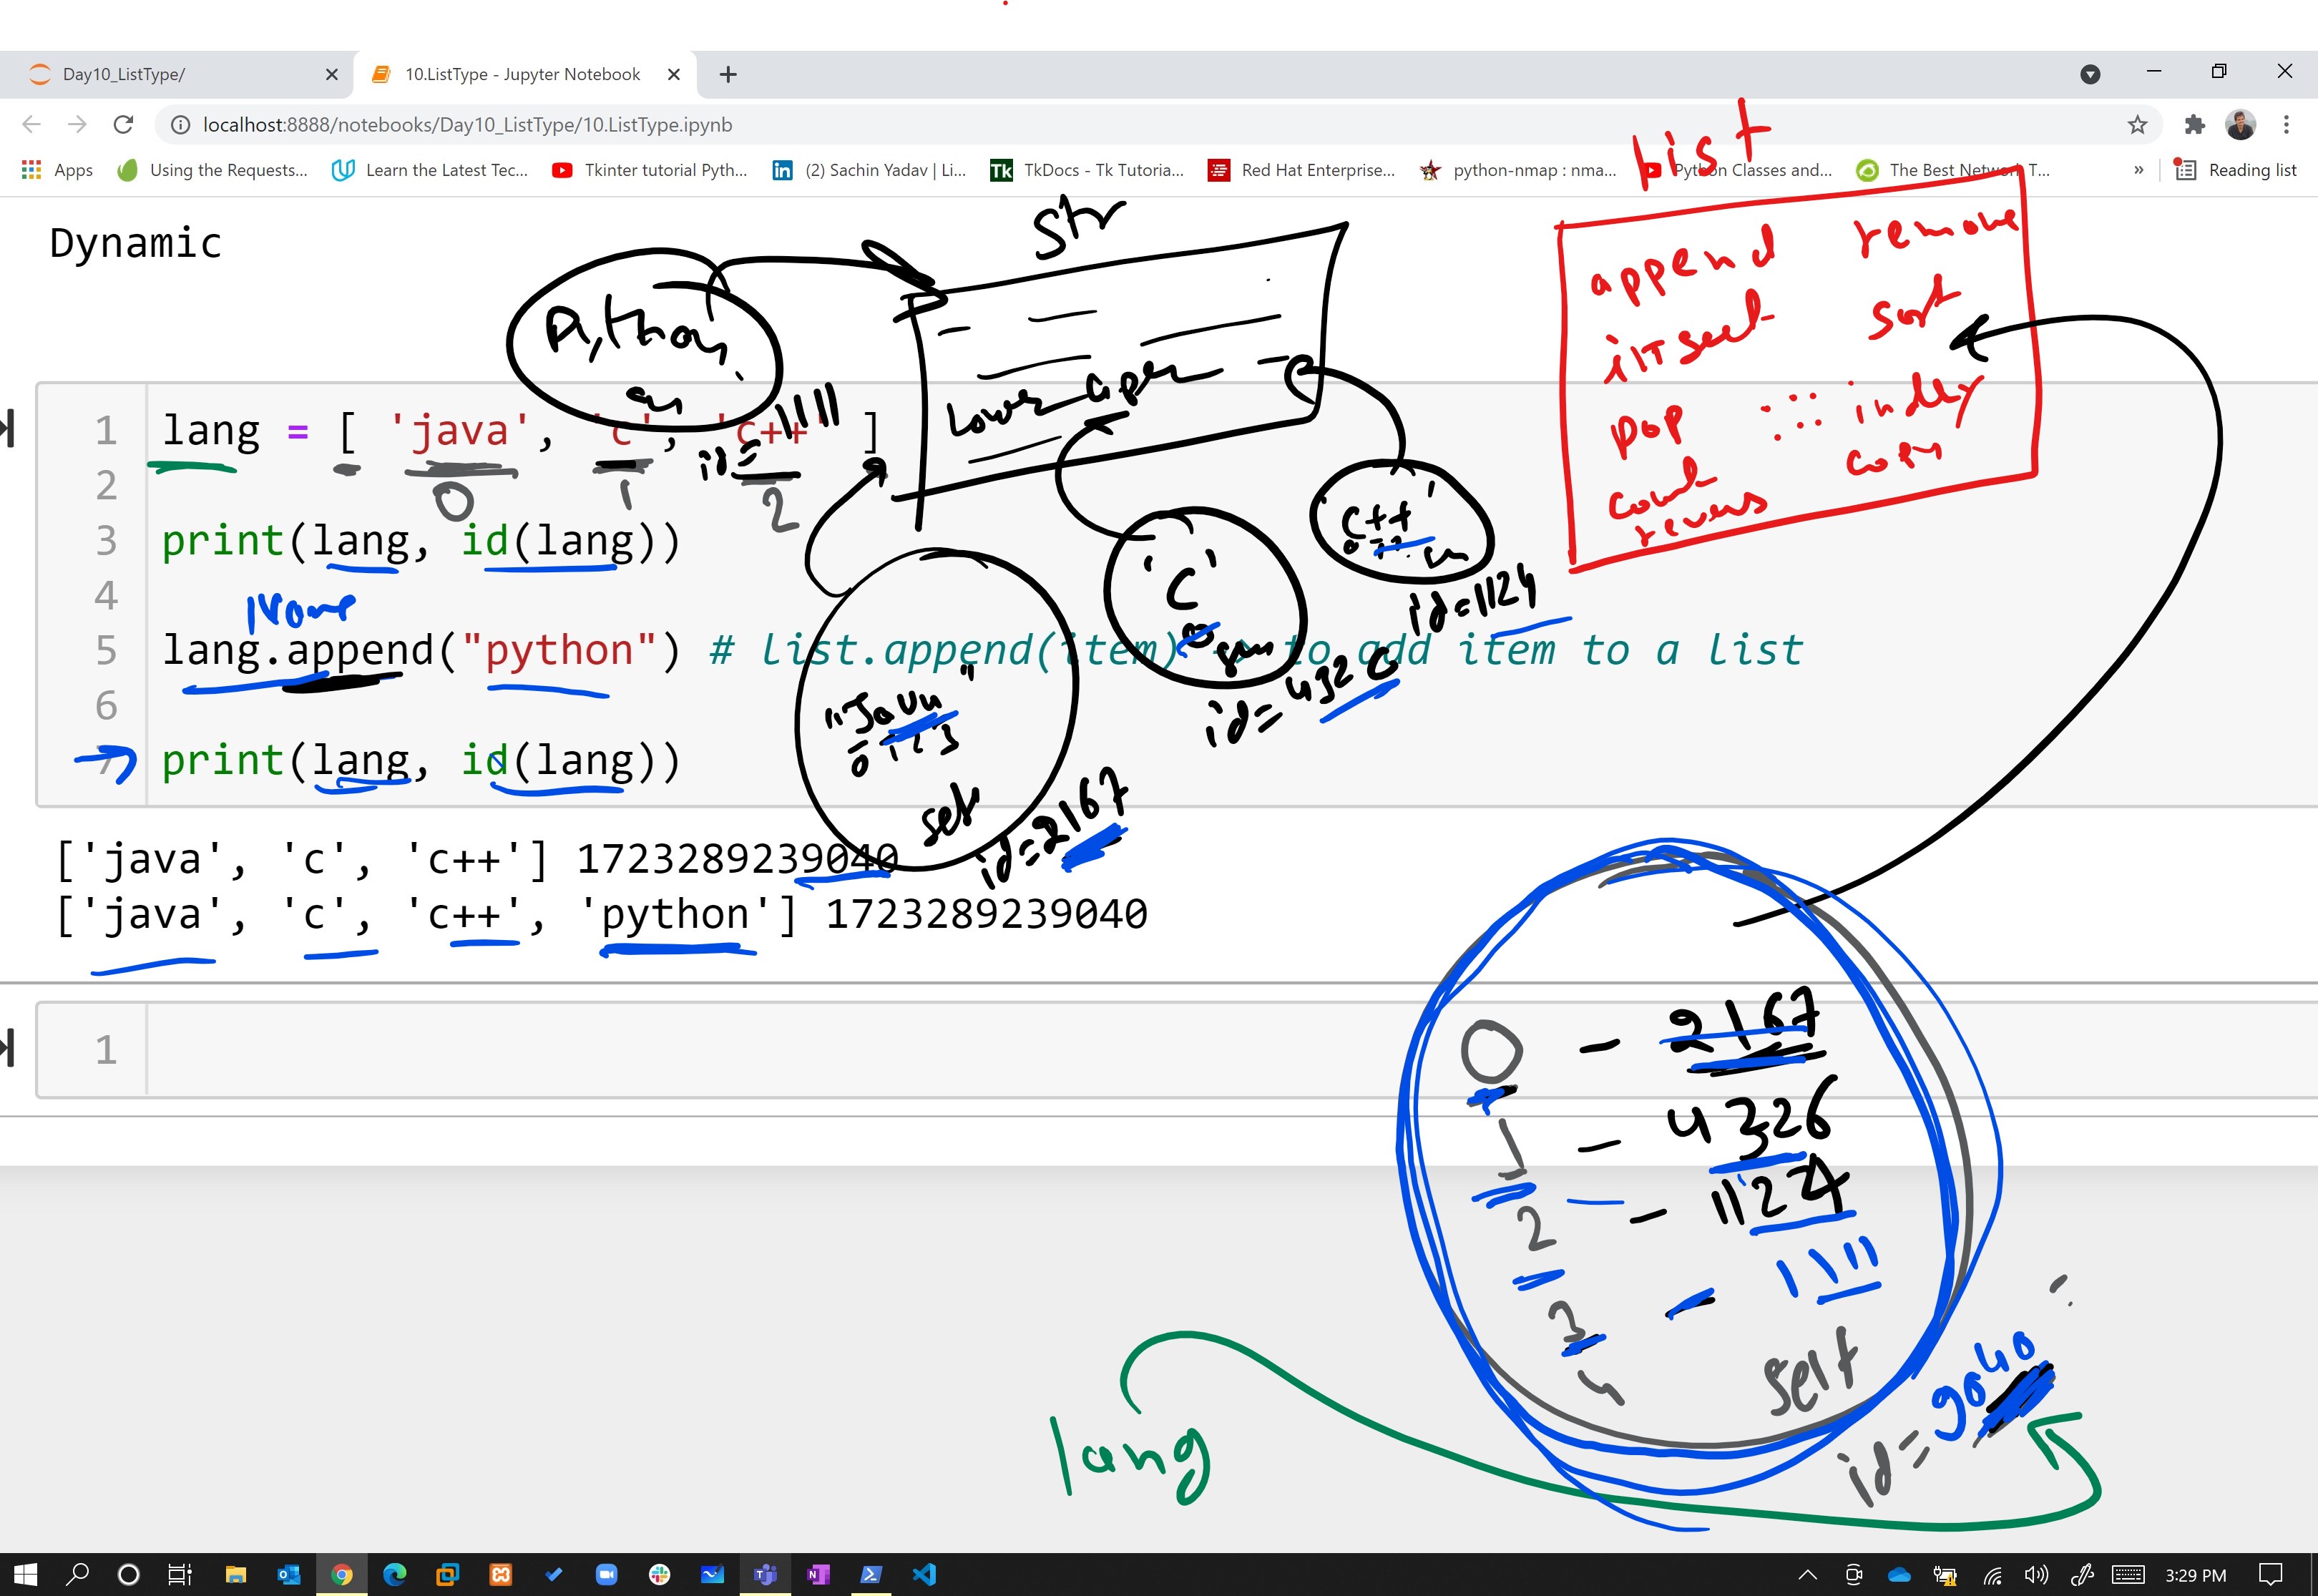 Day10_ListType/
10.ListType - Jupyter Notebook
localhost:8888/notebooks/Day10_ListType/10.ListType.ipynb
Apps
Using the Requests...
Learn the Latest Tec...
Tkinter tutorial Pyth...
(2) Sachin Yadav | Li...
TkDocs - Tk Tutoria...
Red Hat Enterprise...
python-nmap : nma...
Python Classes and...
The Best Network T...
» Reading list
List
Dynamic
Str
append remove
sort
pop index
copy
count
Lower
1 lang = [ 'java', 'c', 'c++' ]
id= 1111
0 1 2
2
3 print(lang, id(lang))
'C++'
id=1124
'C'
4
None
5 lang.append("python") # list.append(item) -> to add item to a list
id=4326
6
"Java"
0 1 2 3
7 print(lang, id(lang))
id=2167
['java', 'c', 'c++'] 1723289239040
['java', 'c', 'c++', 'python'] 1723289239040
1
0 - 2167
1 - 4326
2 - 1124
3 - 1111
4
self
id= 9040
lang
3:29 PM